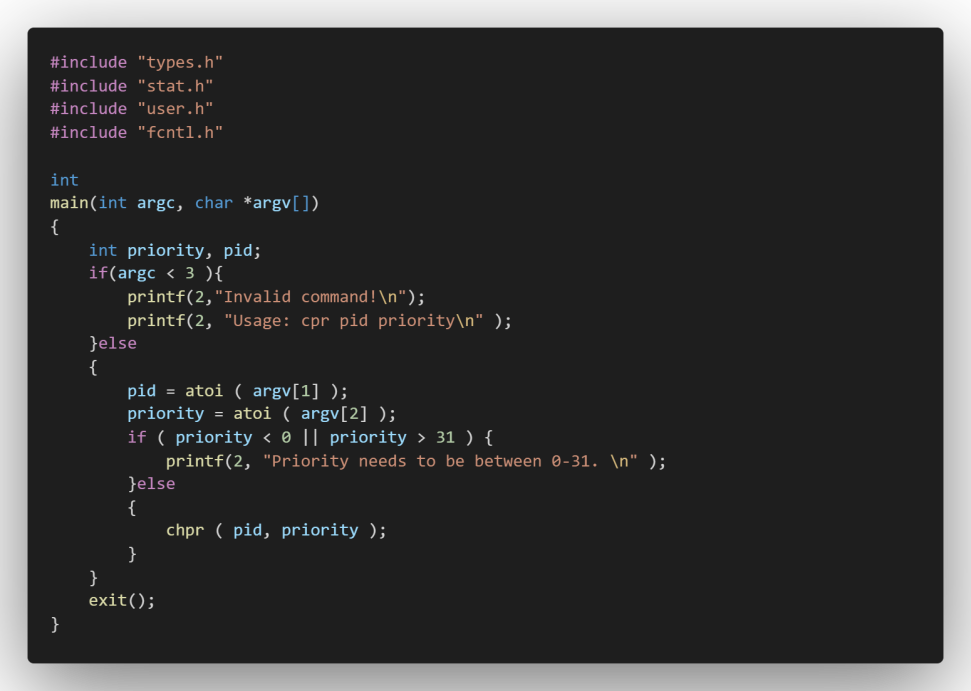 #include "types.h"
#include "stat.h"
#include "user.h"
#include "fcntl.h"

int
main(int argc, char *argv[])
{
    int priority, pid;
    if(argc < 3 ){
        printf(2,"Invalid command!\n");
        printf(2, "Usage: cpr pid priority\n" );
    }else
    {
        pid = atoi ( argv[1] );
        priority = atoi ( argv[2] );
        if ( priority < 0 || priority > 31 ) {
            printf(2, "Priority needs to be between 0-31. \n" );
        }else
        {
            chpr ( pid, priority );
        }
    }
    exit();
}